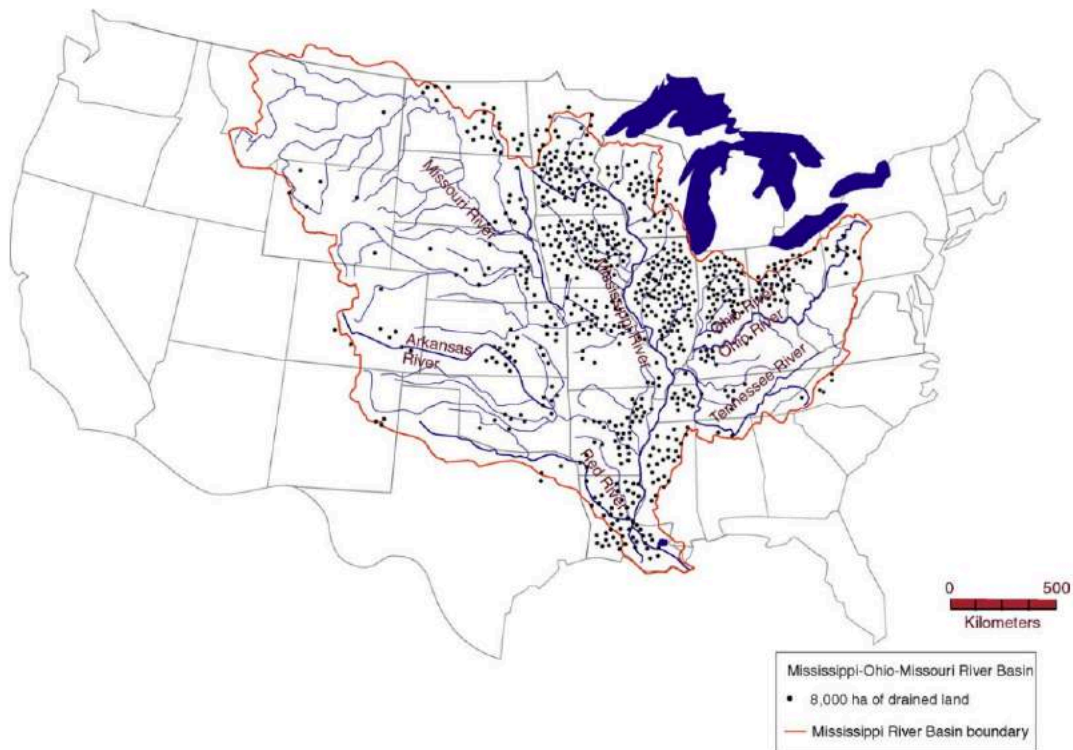 Missouri River
Mississippi River
Ohio River
Ohio River
Tennessee River
Arkansas
River
Red River
0 500
Kilometers
Mississippi-Ohio-Missouri River Basin
8,000 ha of drained land
Mississippi River Basin boundary